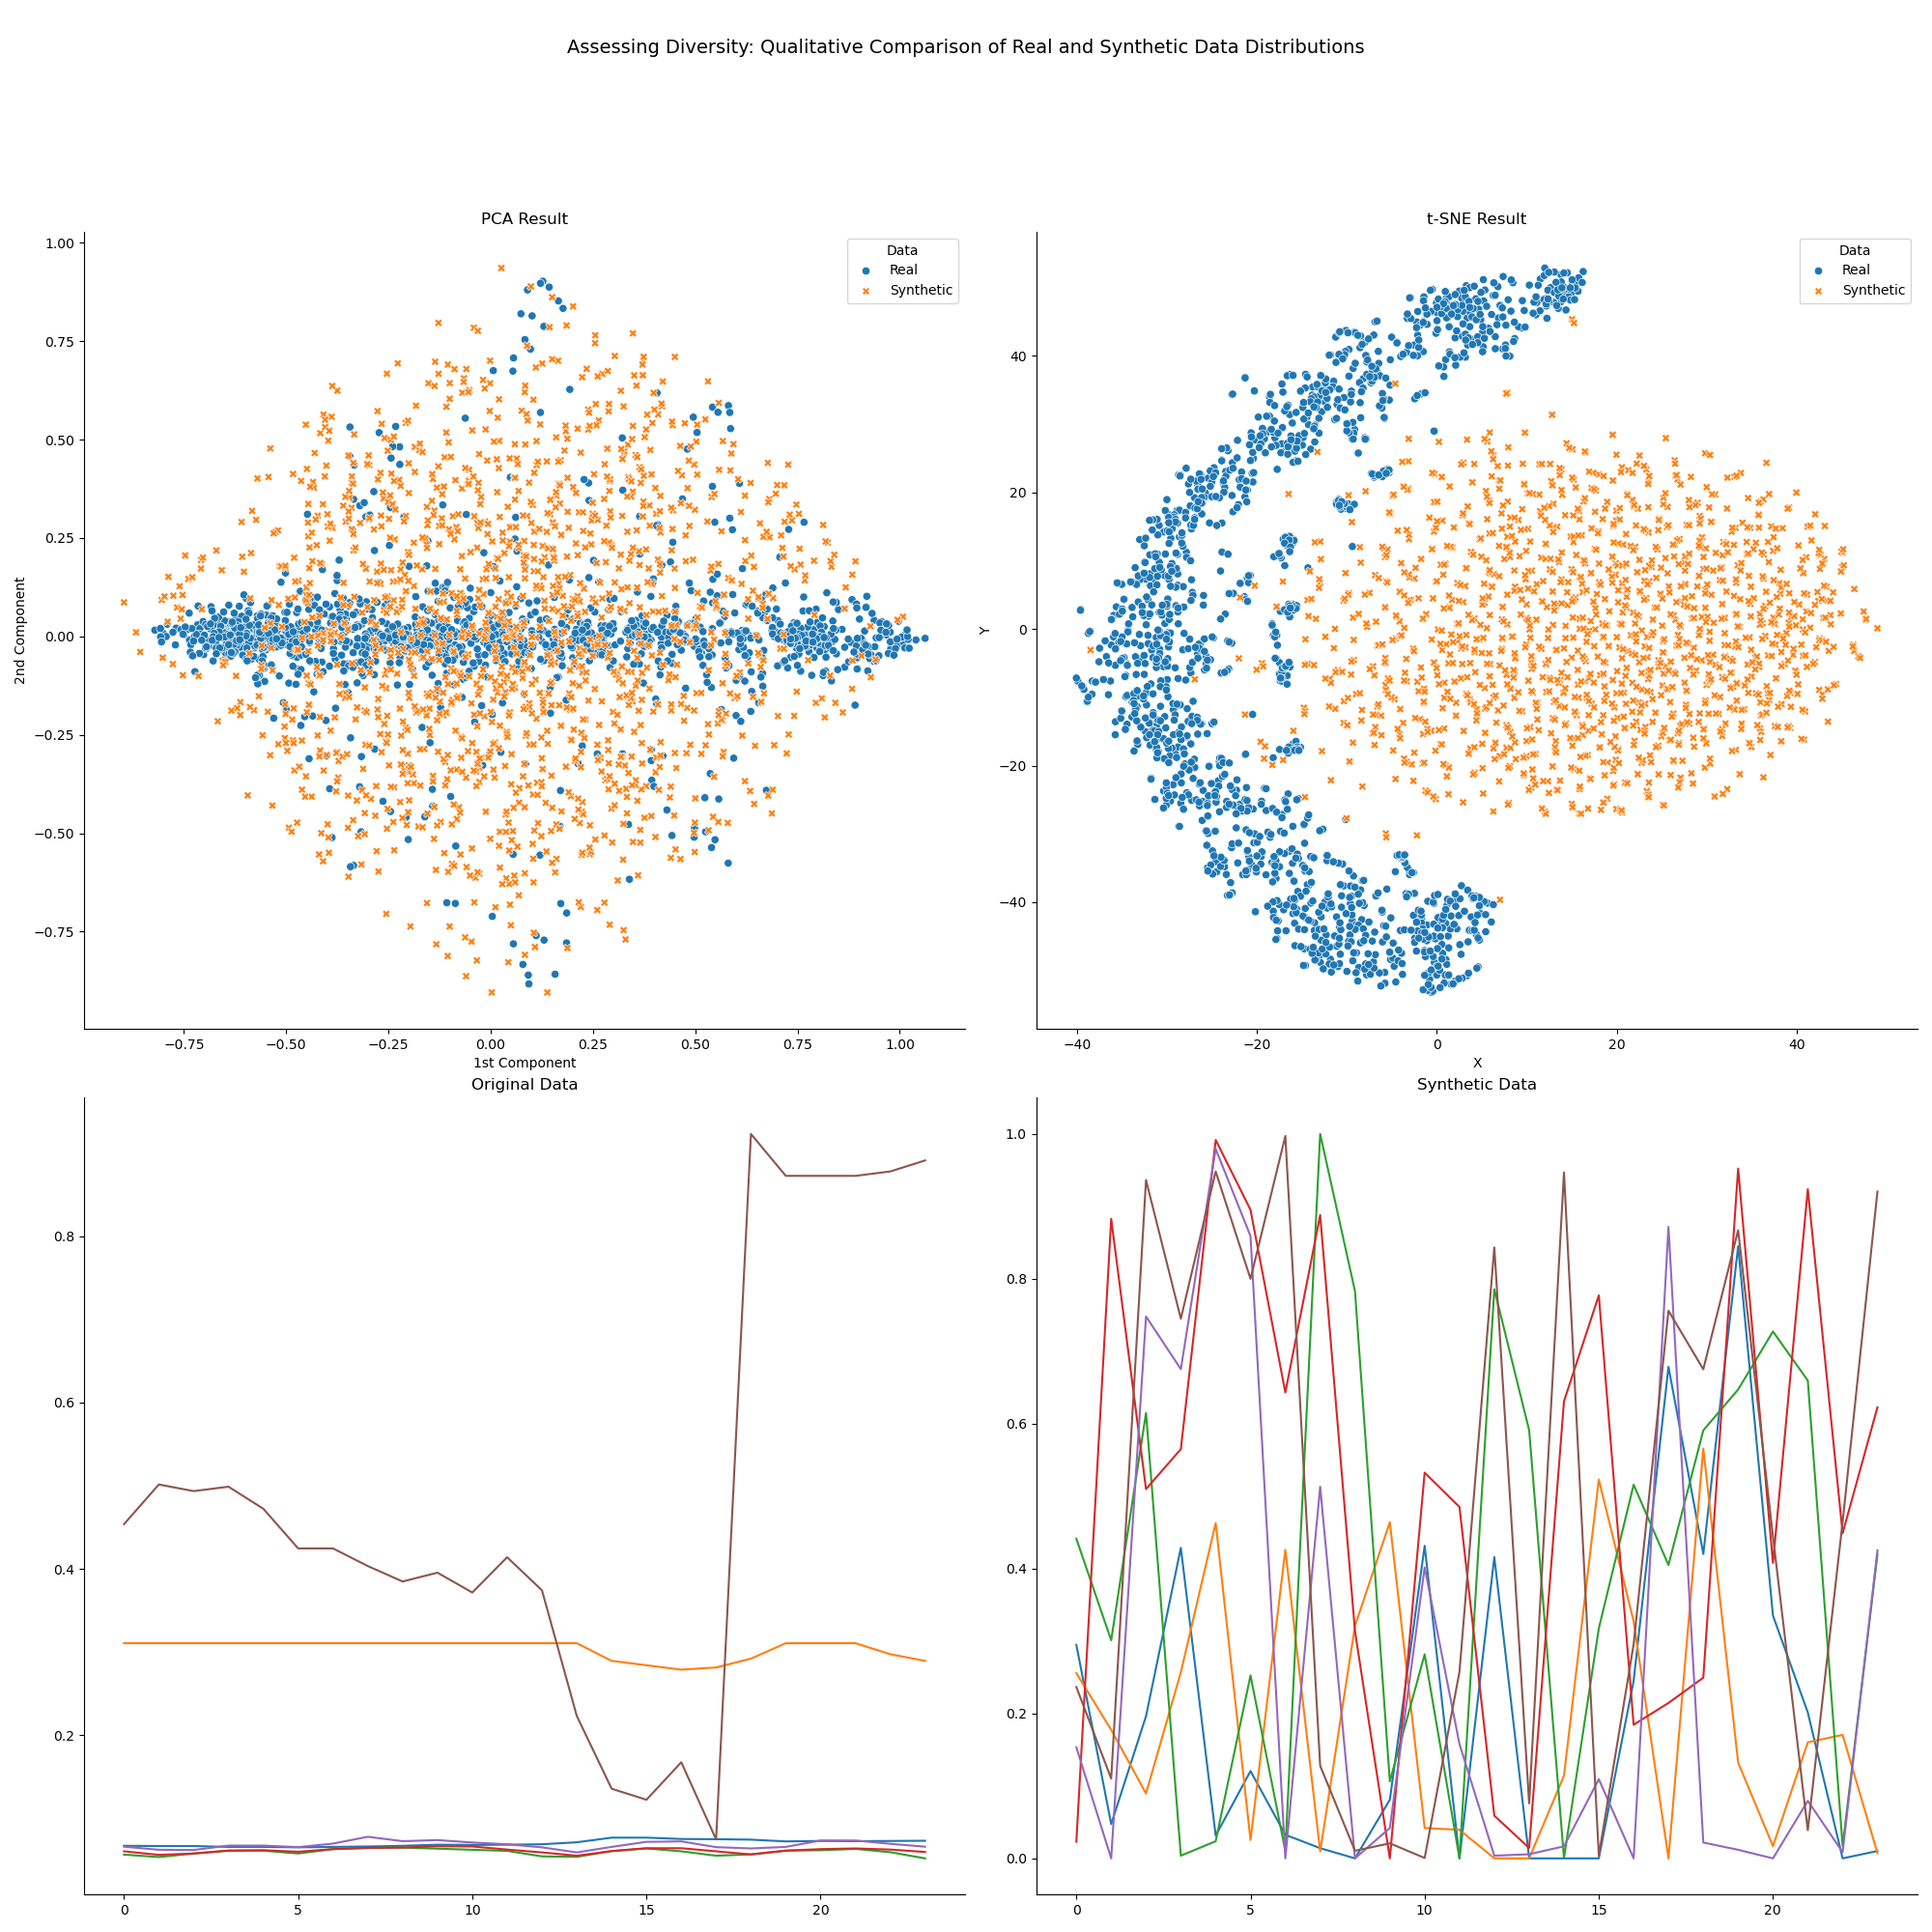 Assessing Diversity: Qualitative Comparison of Real and Synthetic Data Distributions
PCA Result
Data
Real
Synthetic
1.00
0.75
0.50
0.25
0.00
−0.25
−0.50
−0.75
2nd Component
−0.75 −0.50 −0.25 0.00 0.25 0.50 0.75 1.00
1st Component
t-SNE Result
Data
Real
Synthetic
40
20
0
−20
−40
Y
−40 −20 0 20 40
X
Original Data
0.8
0.6
0.4
0.2
0 5 10 15 20
Synthetic Data
1.0
0.8
0.6
0.4
0.2
0.0
0 5 10 15 20